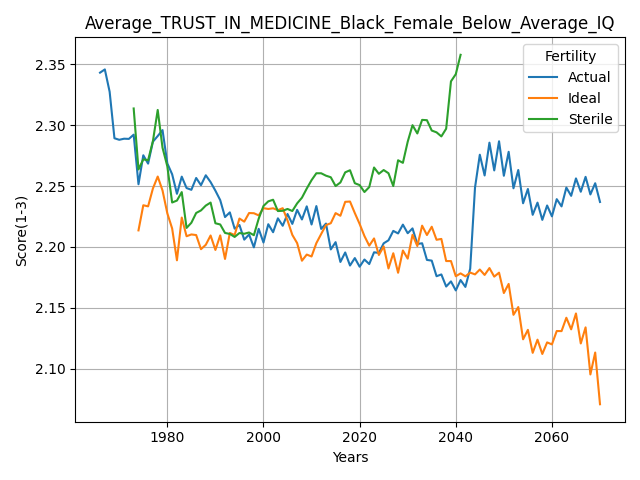 Average_TRUST_IN_MEDICINE_Black_Female_Below_Average_IQ
Fertility
Actual
Ideal
Sterile
2.35
2.30
2.25
2.20
2.15
2.10
Score(1-3)
1980
2000
2020
2040
2060
Years